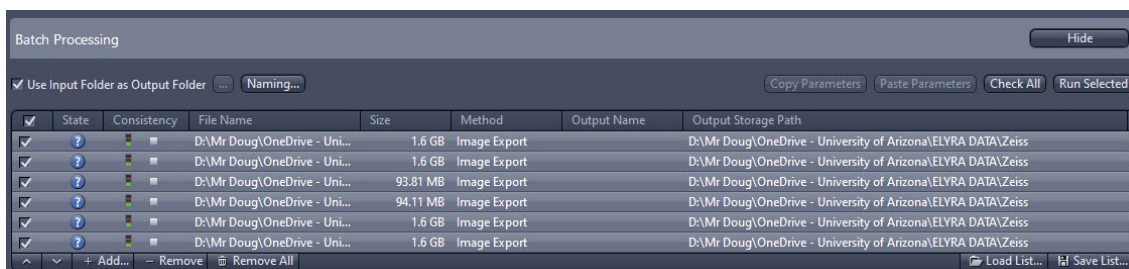 Batch Processing Hide
Use Input Folder as Output Folder ... Naming... Copy Parameters Paste Parameters Check All Run Selected
State Consistency File Name Size Method Output Name Output Storage Path
? D:\Mr Doug\OneDrive - Uni... 1.6 GB Image Export D:\Mr Doug\OneDrive - University of Arizona\ELYRA DATA\Zeiss
? D:\Mr Doug\OneDrive - Uni... 1.6 GB Image Export D:\Mr Doug\OneDrive - University of Arizona\ELYRA DATA\Zeiss
? D:\Mr Doug\OneDrive - Uni... 93.81 MB Image Export D:\Mr Doug\OneDrive - University of Arizona\ELYRA DATA\Zeiss
? D:\Mr Doug\OneDrive - Uni... 94.11 MB Image Export D:\Mr Doug\OneDrive - University of Arizona\ELYRA DATA\Zeiss
? D:\Mr Doug\OneDrive - Uni... 1.6 GB Image Export D:\Mr Doug\OneDrive - University of Arizona\ELYRA DATA\Zeiss
? D:\Mr Doug\OneDrive - Uni... 1.6 GB Image Export D:\Mr Doug\OneDrive - University of Arizona\ELYRA DATA\Zeiss
+ Add... - Remove Remove All Load List... Save List...